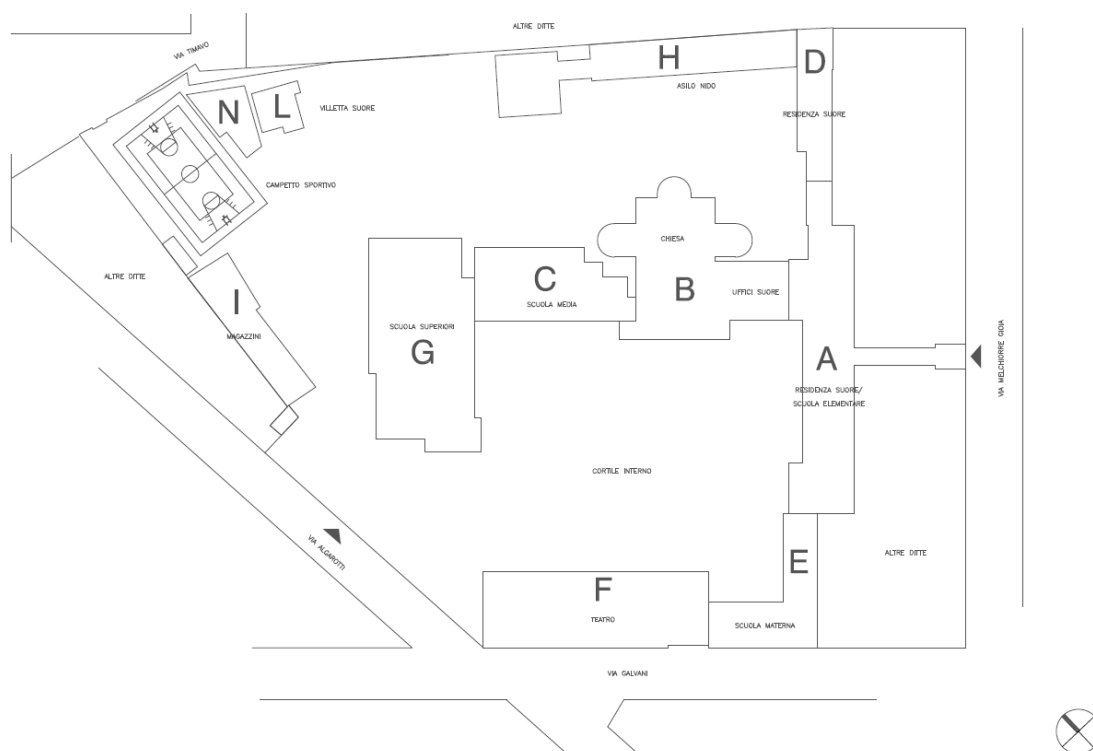 ALTRE DITTE
VIA TIMAVO
H
D
ASILO NIDO
N
L
VILLETTA SUORE
RESIDENZA SUORE
CAMPETTO SPORTIVO
CHIESA
ALTRE DITTE
C
B
UFFICI SUORE
I
SCUOLA MEDIA
SCUOLA SUPERIORI
MAGAZZINI
G
A
VIA MELCHIORRE GIOIA
RESIDENZA SUORE/
SCUOLA ELEMENTARE
CORTILE INTERNO
VIA ALGAROTTI
ALTRE DITTE
E
F
TEATRO
SCUOLA MATERNA
VIA GALVANI